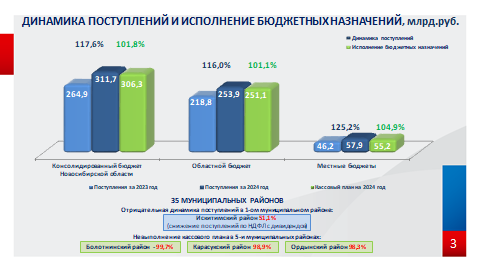 ДИНАМИКА ПОСТУПЛЕНИЙ И ИСПОЛНЕНИЕ БЮДЖЕТНЫХ НАЗНАЧЕНИЙ, млрд.руб.
Динамика поступлений
Исполнение бюджетных назначений
117,6% 101,8%
116,0% 101,1%
125,2% 104,9%
264,9 311,7 306,3
218,8 253,9 251,1
46,2 57,9 55,2
Консолидированный бюджет
Новосибирской области
Областной бюджет
Местные бюджеты
Поступления за 2023 год
Поступления за 2024 год
Кассовый план на 2024 год
35 МУНИЦИПАЛЬНЫХ РАЙОНОВ
Отрицательная динамика поступлений в 1-ом муниципальном районе:
Искитимский район 51,1%
(снижение поступлений по НДФЛ с дивидендов)
Невыполнение кассового плана в 5-и муниципальных районах:
Болотнинский район - 99,7% Карасукский район 98,9% Ордынский район 98,3%
3